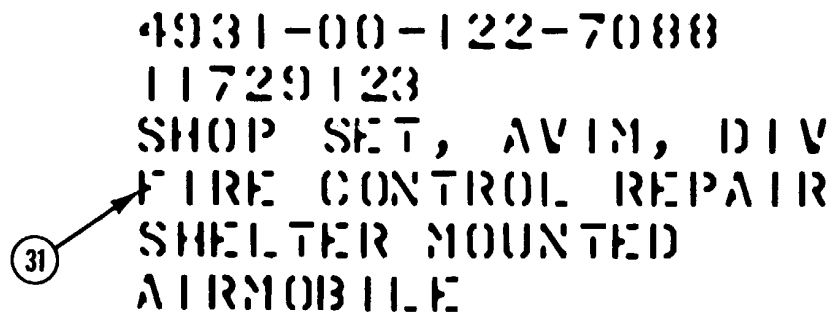 4931-00-122-7088
11729123
SHOP SET, AVIM, DIV
FIRE CONTROL REPAIR
SHELTER MOUNTED
AIRMOBILE
31